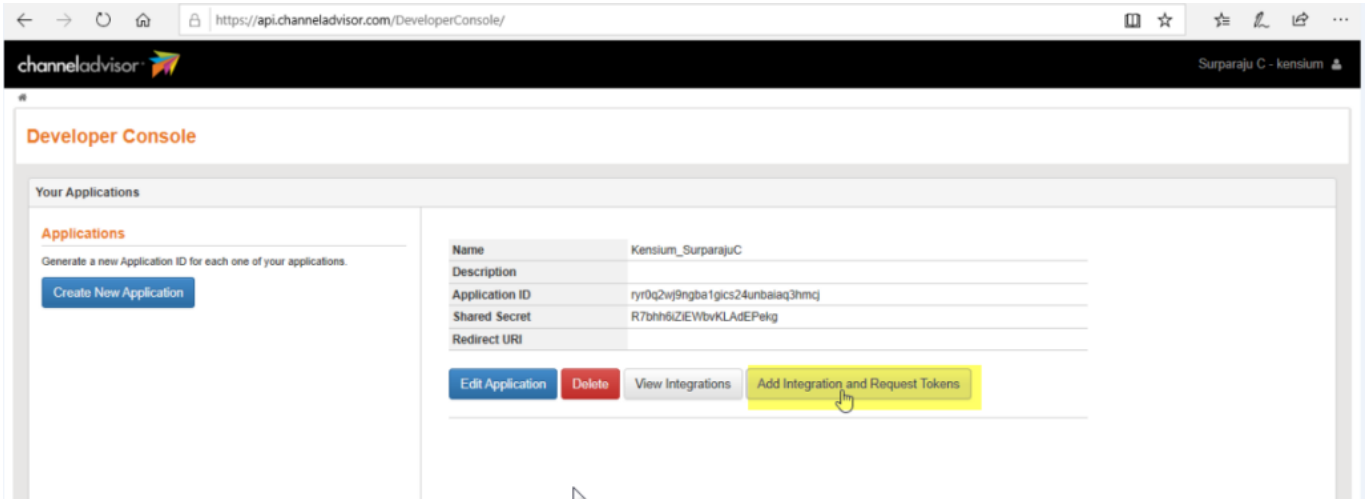 https://api.channeladvisor.com/DeveloperConsole/
channeladvisor
Surparaju C - kensium
Developer Console
Your Applications
Applications
Generate a new Application ID for each one of your applications.
Create New Application
Name Kensium_SurparajuC
Description
Application ID ryr0q2wj9ngba1gics24unbaiaq3hmcj
Shared Secret R7bhh6iZiEWbvKLAdEPekg
Redirect URI
Edit Application Delete View Integrations Add Integration and Request Tokens